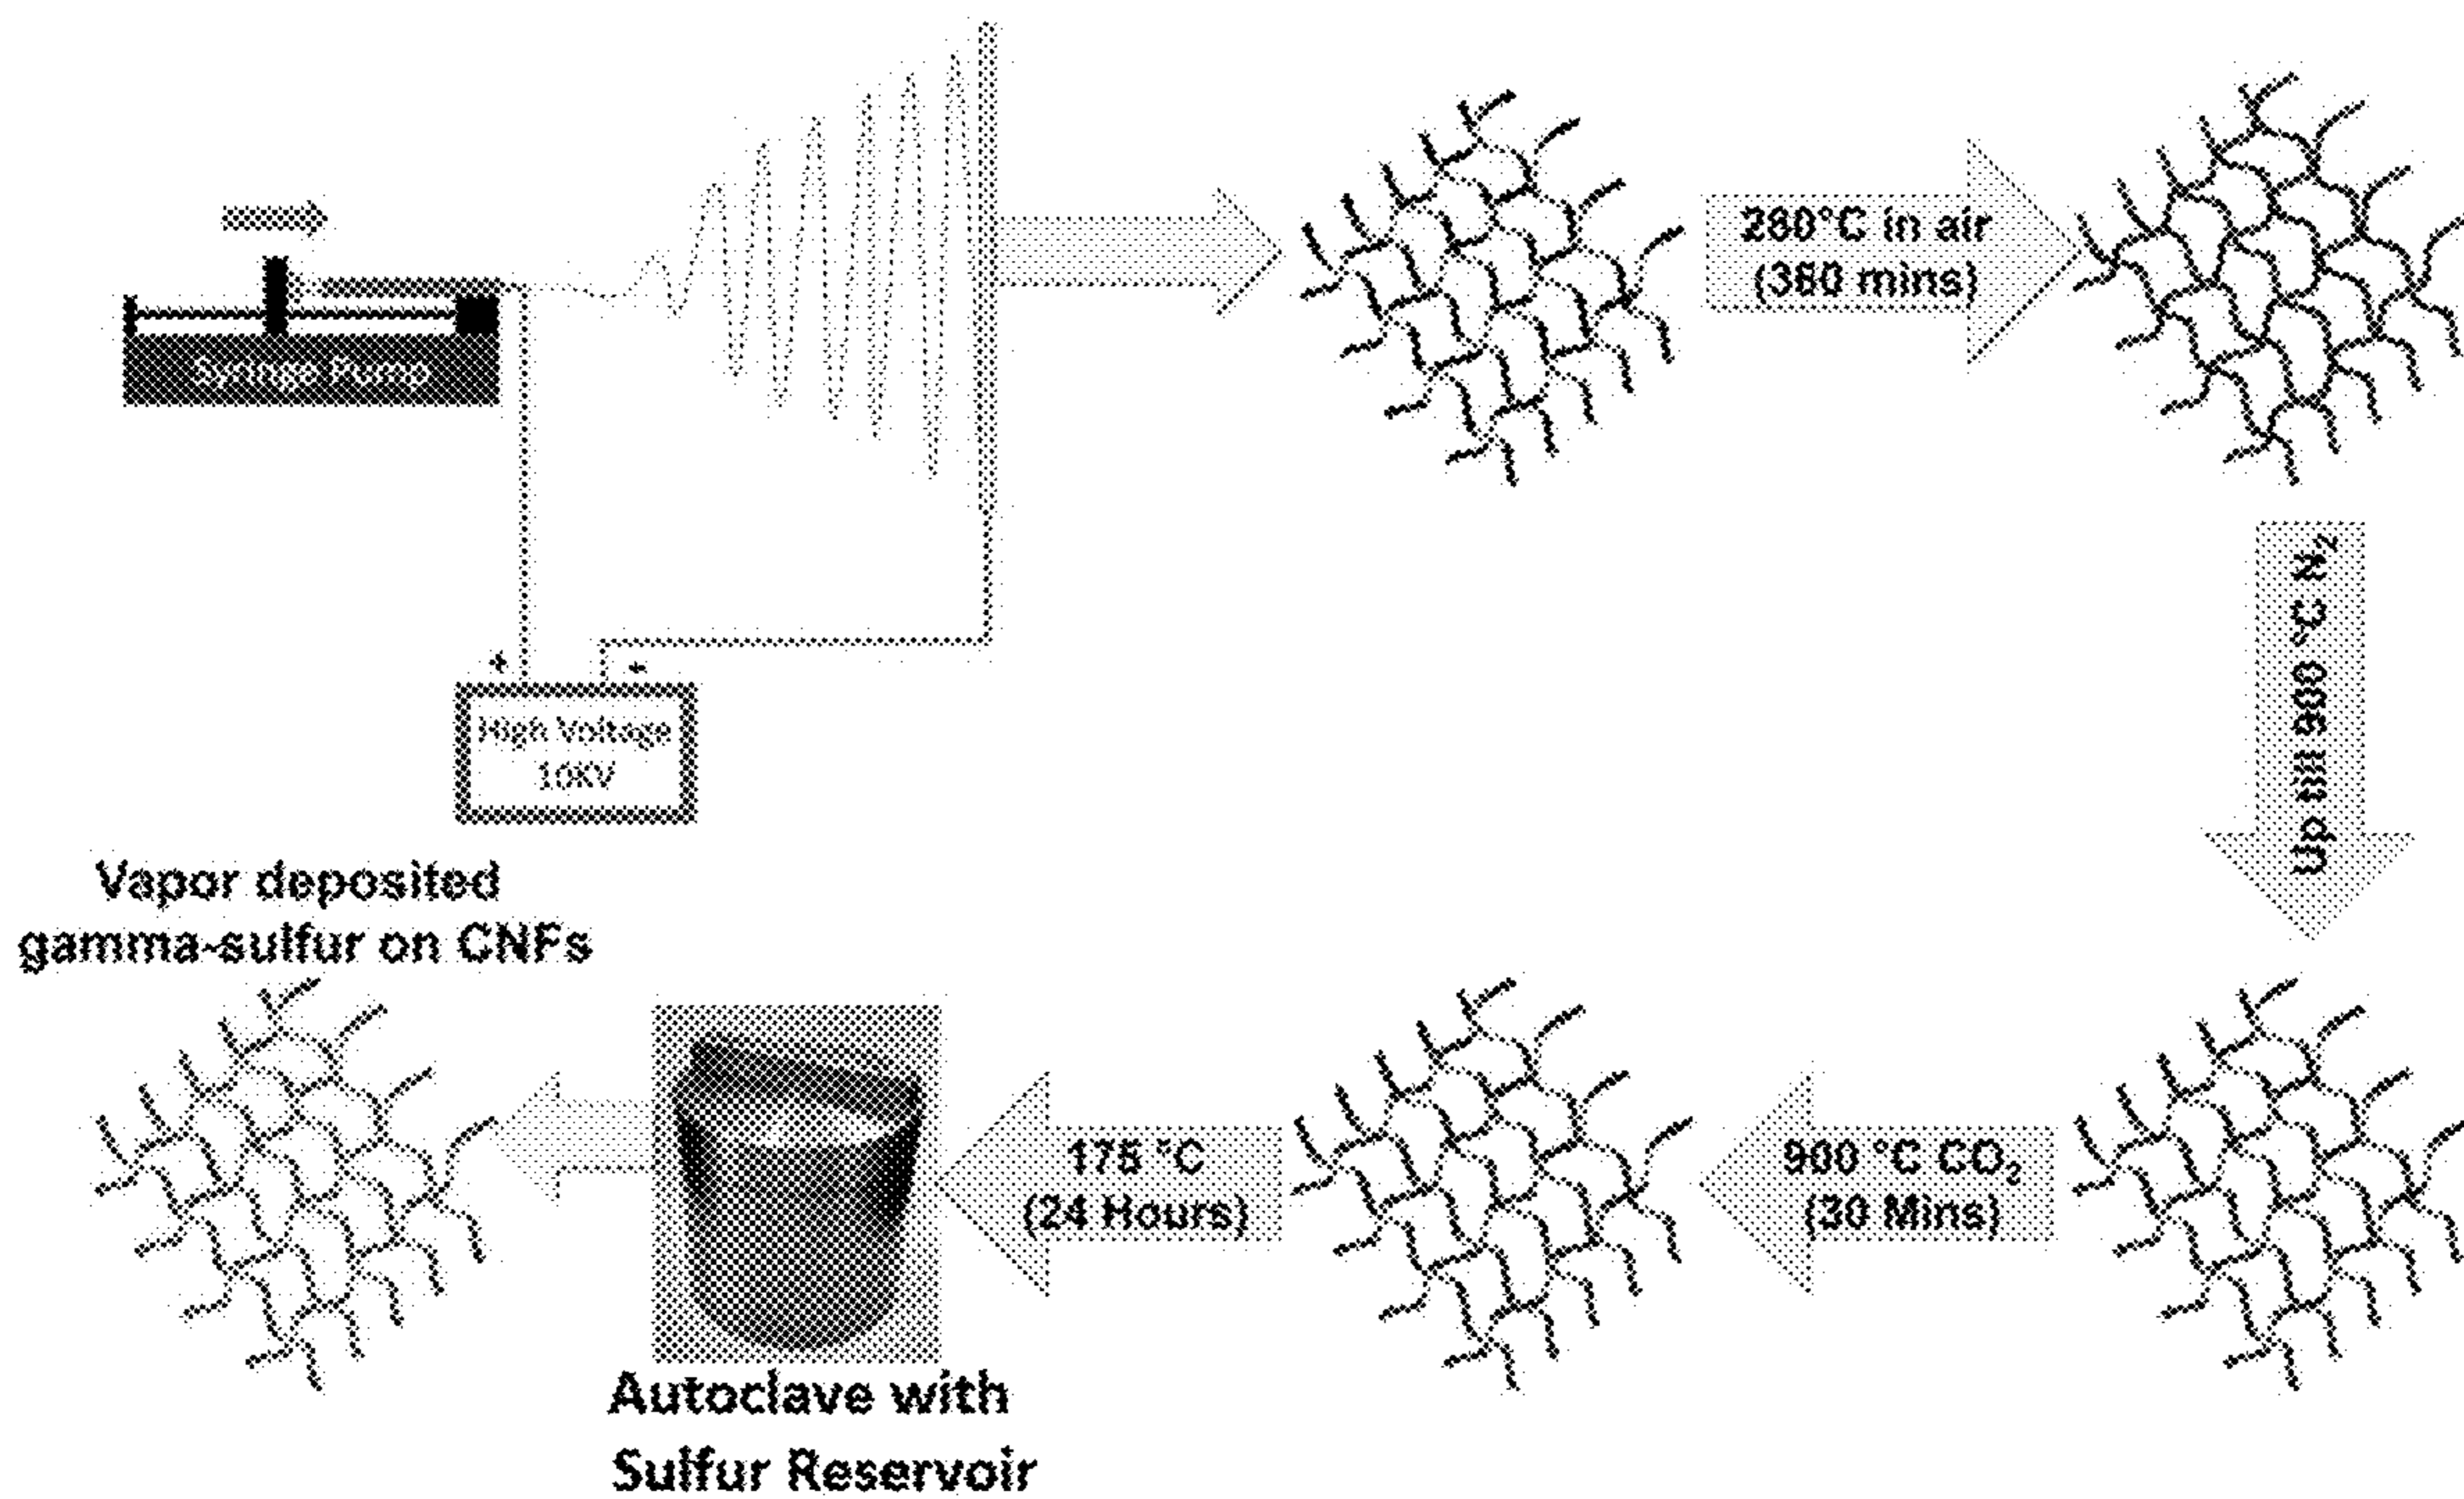 Syringe Pump
280°C in air
(360 mins)
Up till 900 °C N₂
+
High Voltage
10KV
Vapor deposited
gamma-sulfur on CNFs
900 °C CO₂
(30 Mins)
175 °C
(24 Hours)
Autoclave with
Sulfur Reservoir